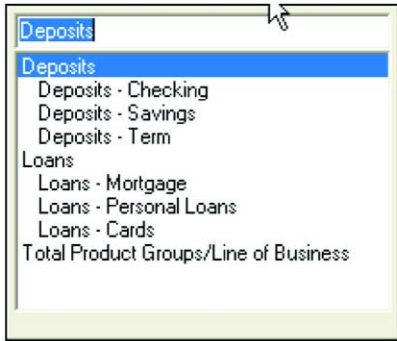 Deposits
Deposits
Deposits - Checking
Deposits - Savings
Deposits - Term
Loans
Loans - Mortgage
Loans - Personal Loans
Loans - Cards
Total Product Groups/Line of Business